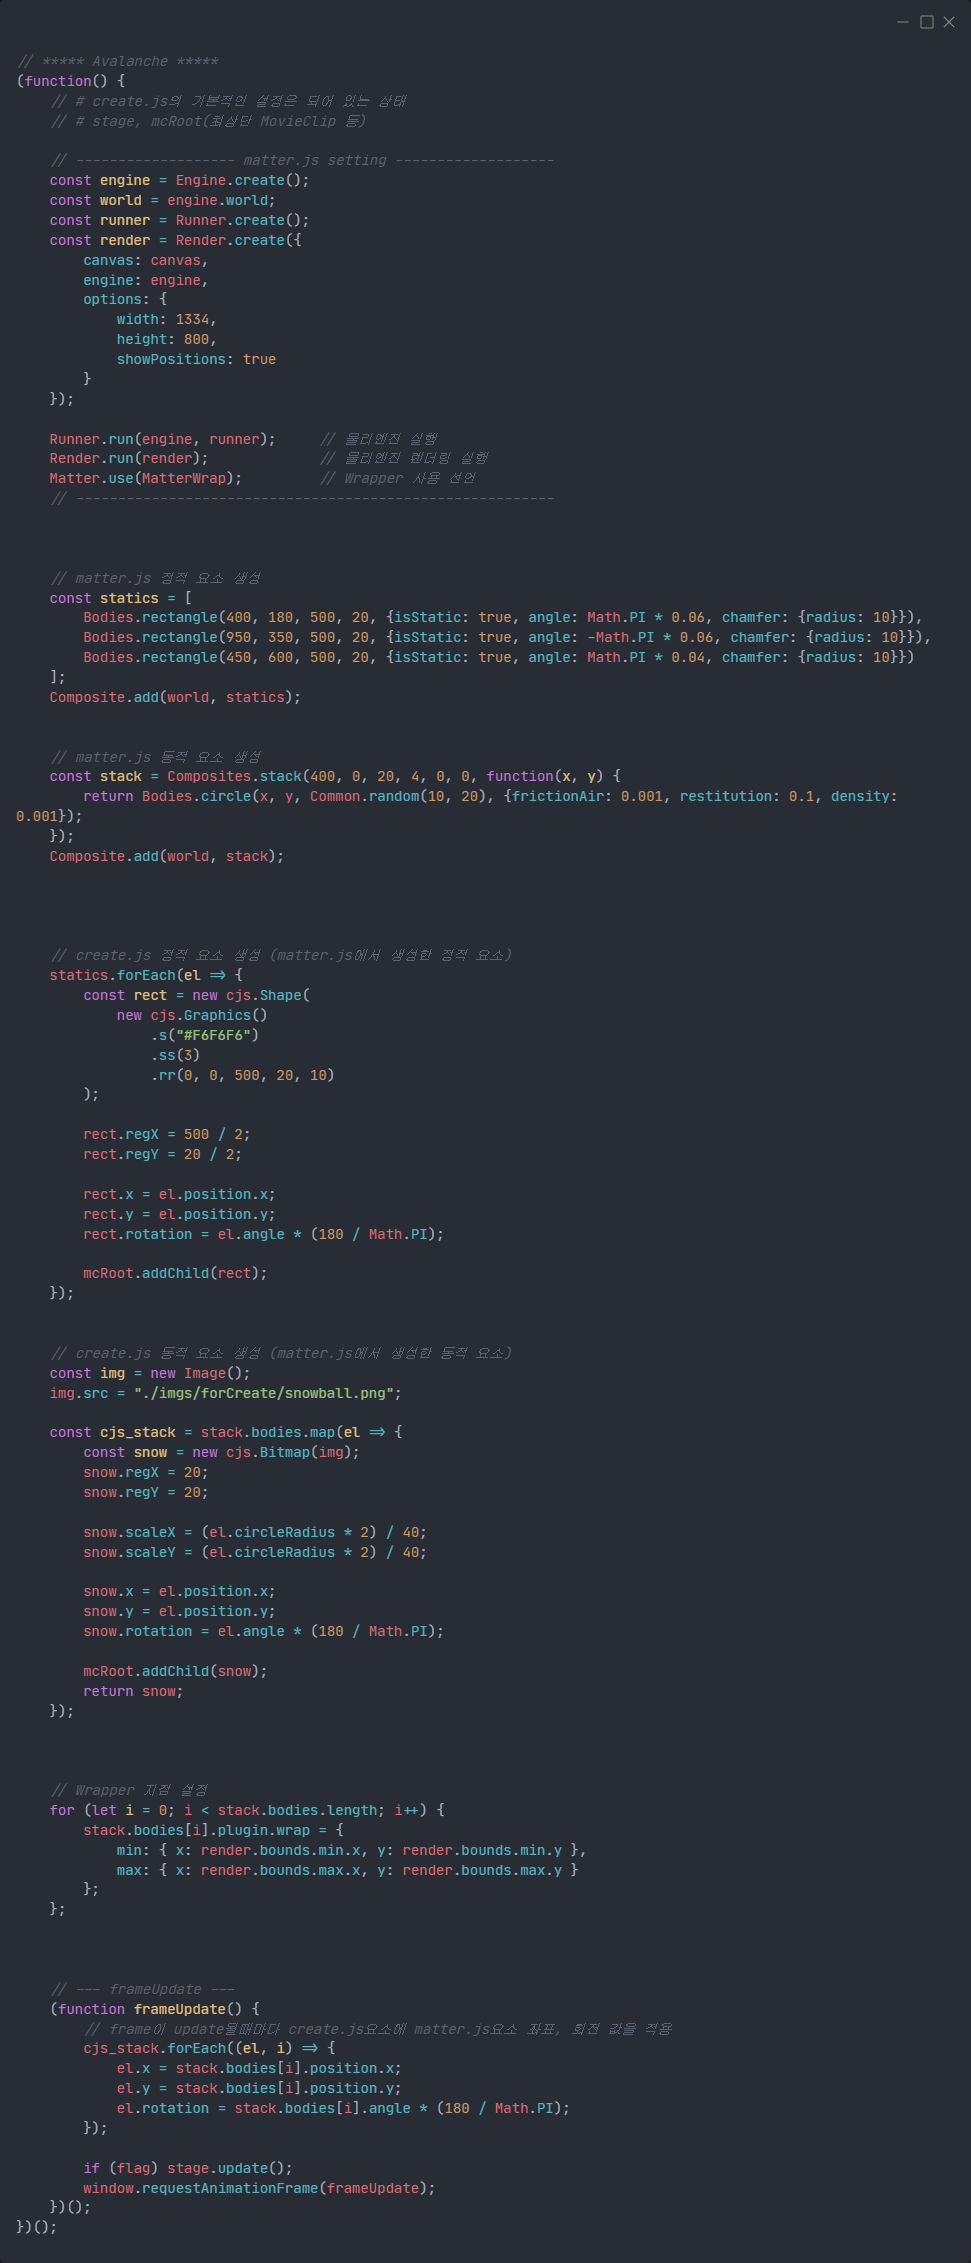 // ***** Avalanche *****
(function() {
    // # create.js의 기본적인 설정은 되어 있는 상태
    // # stage, mcRoot(최상단 MovieClip 등)
    // ------------------- matter.js setting -------------------
    const engine = Engine.create();
    const world = engine.world;
    const runner = Runner.create();
    const render = Render.create({
        canvas: canvas,
        engine: engine,
        options: {
            width: 1334,
            height: 800,
            showPositions: true
        }
    });
    Runner.run(engine, runner);     // 물리엔진 실행
    Render.run(render);             // 물리엔진 렌더링 실행
    Matter.use(MatterWrap);         // Wrapper 사용 선언
    // ---------------------------------------------------------
    // matter.js 정적 요소 생성
    const statics = [
        Bodies.rectangle(400, 180, 500, 20, {isStatic: true, angle: Math.PI * 0.06, chamfer: {radius: 10}}),
        Bodies.rectangle(950, 350, 500, 20, {isStatic: true, angle: -Math.PI * 0.06, chamfer: {radius: 10}}),
        Bodies.rectangle(450, 600, 500, 20, {isStatic: true, angle: Math.PI * 0.04, chamfer: {radius: 10}})
    ];
    Composite.add(world, statics);
    // matter.js 동적 요소 생성
    const stack = Composites.stack(400, 0, 20, 4, 0, 0, function(x, y) {
        return Bodies.circle(x, y, Common.random(10, 20), {frictionAir: 0.001, restitution: 0.1, density:
0.001});
    });
    Composite.add(world, stack);
    // create.js 정적 요소 생성 (matter.js에서 생성한 정적 요소)
    statics.forEach(el => {
        const rect = new cjs.Shape(
            new cjs.Graphics()
                .s("#F6F6F6")
                .ss(3)
                .rr(0, 0, 500, 20, 10)
        );
        rect.regX = 500 / 2;
        rect.regY = 20 / 2;
        rect.x = el.position.x;
        rect.y = el.position.y;
        rect.rotation = el.angle * (180 / Math.PI);
        mcRoot.addChild(rect);
    });
    // create.js 동적 요소 생성 (matter.js에서 생성한 동적 요소)
    const img = new Image();
    img.src = "./imgs/forCreate/snowball.png";
    const cjs_stack = stack.bodies.map(el => {
        const snow = new cjs.Bitmap(img);
        snow.regX = 20;
        snow.regY = 20;
        snow.scaleX = (el.circleRadius * 2) / 40;
        snow.scaleY = (el.circleRadius * 2) / 40;
        snow.x = el.position.x;
        snow.y = el.position.y;
        snow.rotation = el.angle * (180 / Math.PI);
        mcRoot.addChild(snow);
        return snow;
    });
    // Wrapper 지점 설정
    for (let i = 0; i < stack.bodies.length; i++) {
        stack.bodies[i].plugin.wrap = {
            min: { x: render.bounds.min.x, y: render.bounds.min.y },
            max: { x: render.bounds.max.x, y: render.bounds.max.y }
        };
    };
    // --- frameUpdate ---
    (function frameUpdate() {
        // frame이 update될때마다 create.js요소에 matter.js요소 좌표, 회전 값을 적용
        cjs_stack.forEach((el, i) => {
            el.x = stack.bodies[i].position.x;
            el.y = stack.bodies[i].position.y;
            el.rotation = stack.bodies[i].angle * (180 / Math.PI);
        });
        if (flag) stage.update();
        window.requestAnimationFrame(frameUpdate);
    })();
})();